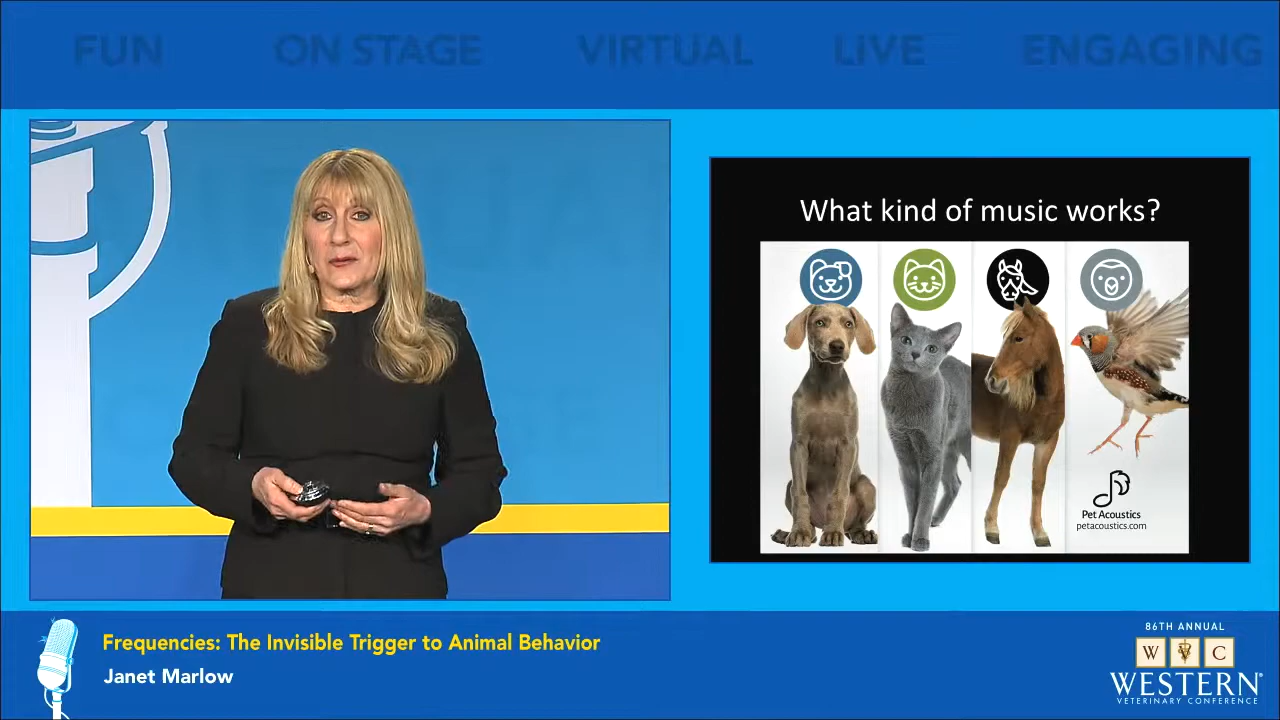 FUN ON STAGE VIRTUAL LIVE ENGAGING
What kind of music works?
Pet Acoustics
petacoustics.com
Frequencies: The Invisible Trigger to Animal Behavior
Janet Marlow
86TH ANNUAL
W C
WESTERN
VETERINARY CONFERENCE